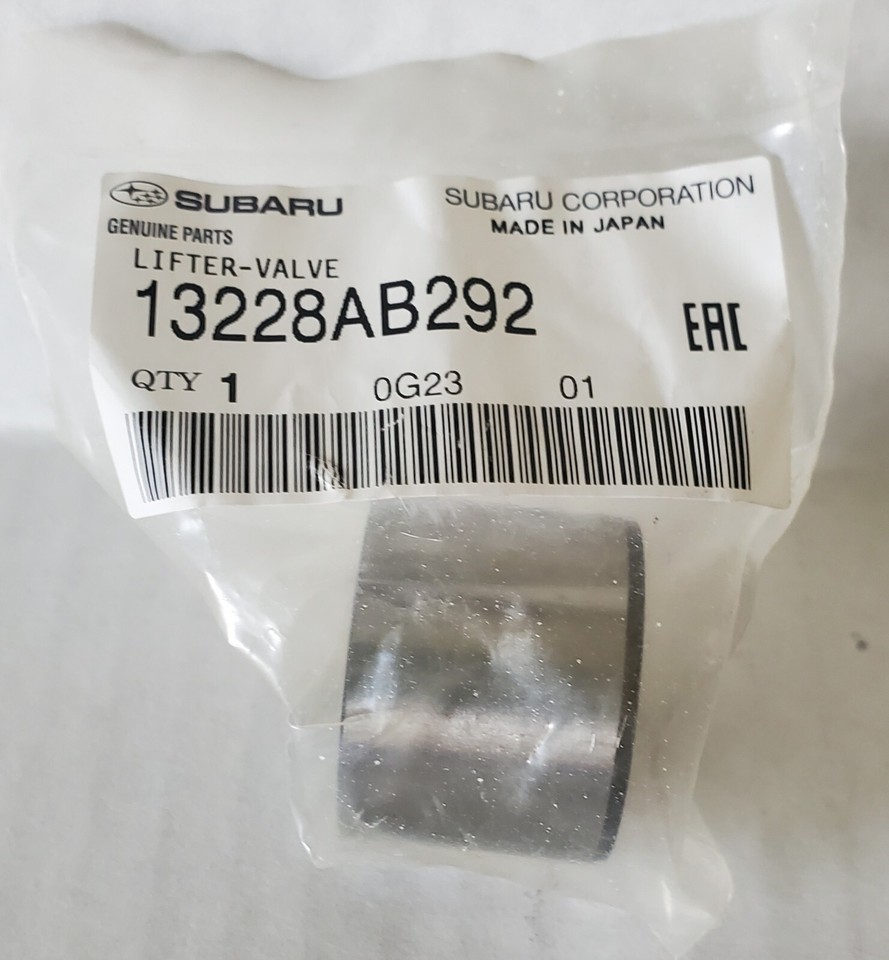 SUBARU
SUBARU CORPORATION
GENUINE PARTS
MADE IN JAPAN
LIFTER-VALVE
13228AB292
EAC
QTY 1 0G23 01